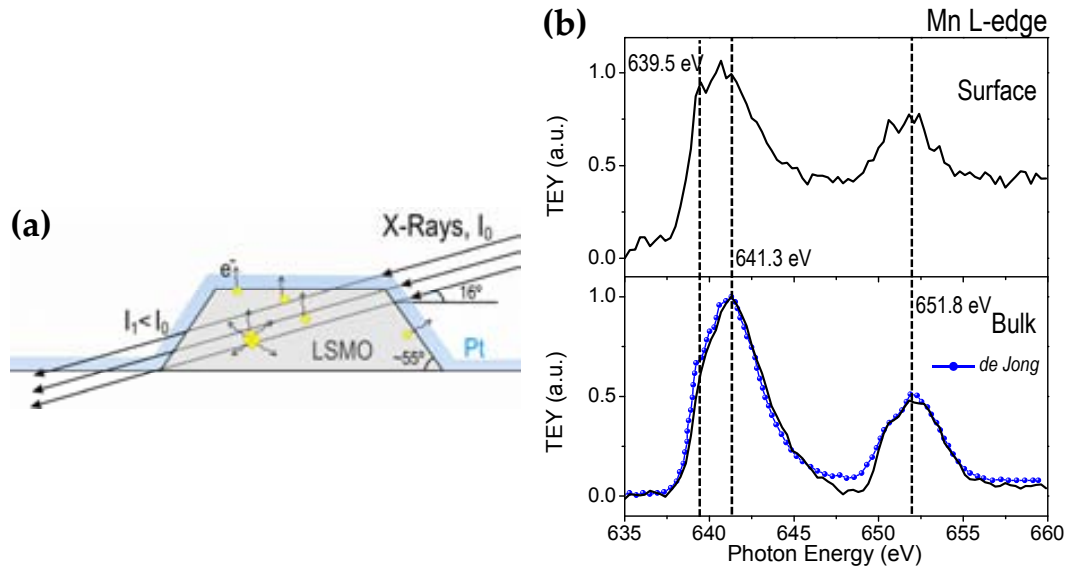 (a)
X-Rays, I0
e-
16º
I1< I0
LSMO
~55º
Pt
(b)
Mn L-edge
639.5 eV
Surface
TEY (a.u.)
1.0
0.5
0.0
641.3 eV
651.8 eV
Bulk
de Jong
TEY (a.u.)
1.0
0.5
0.0
635 640 645 650 655 660
Photon Energy (eV)